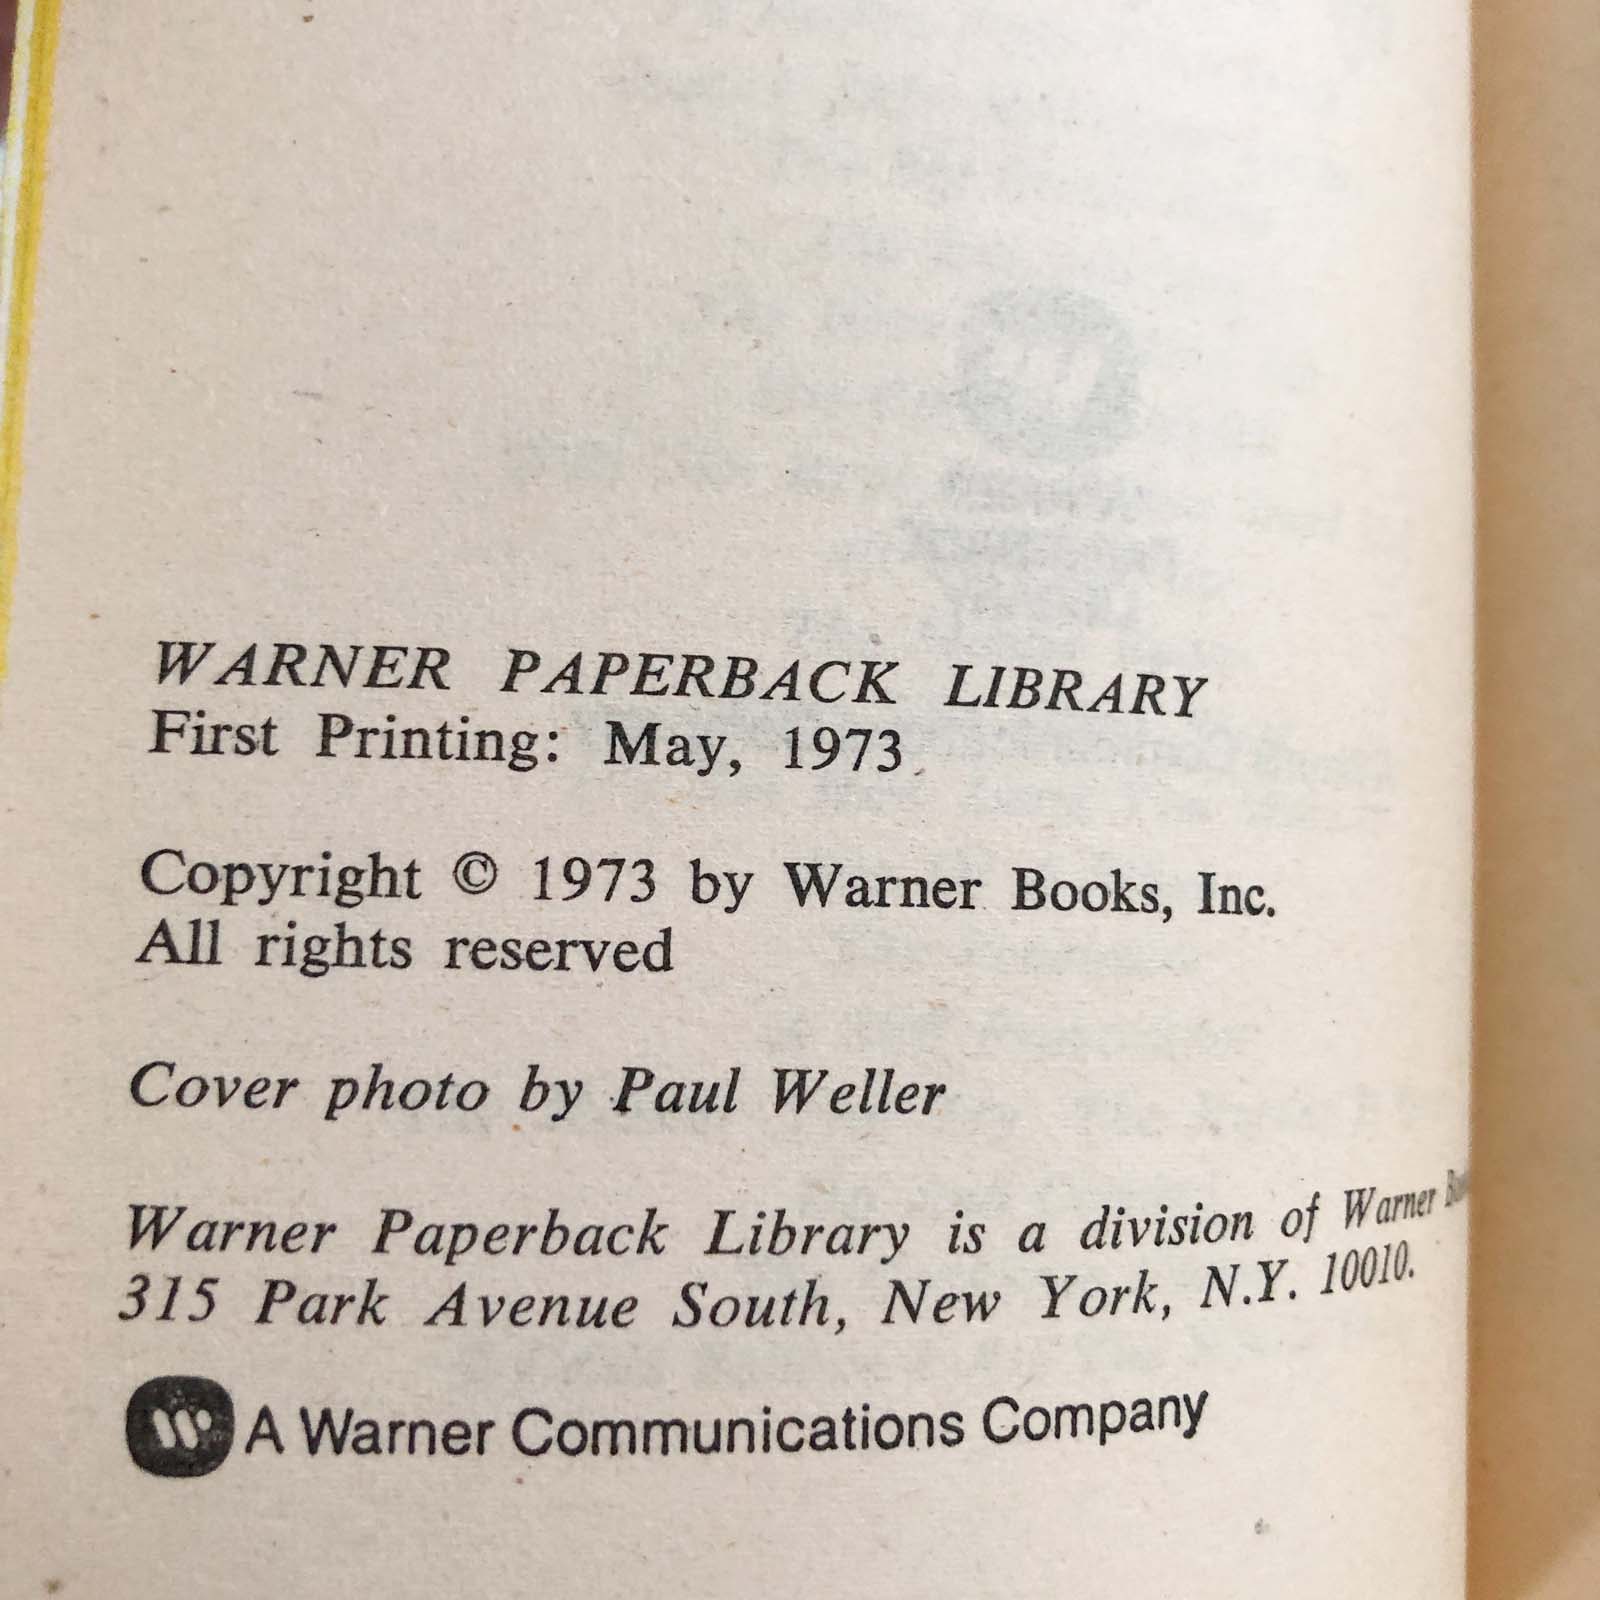 WARNER PAPERBACK LIBRARY
First Printing: May, 1973
Copyright © 1973 by Warner Books, Inc.
All rights reserved
Cover photo by Paul Weller
Warner Paperback Library is a division of Warner
315 Park Avenue South, New York, N.Y. 10010.
A Warner Communications Company